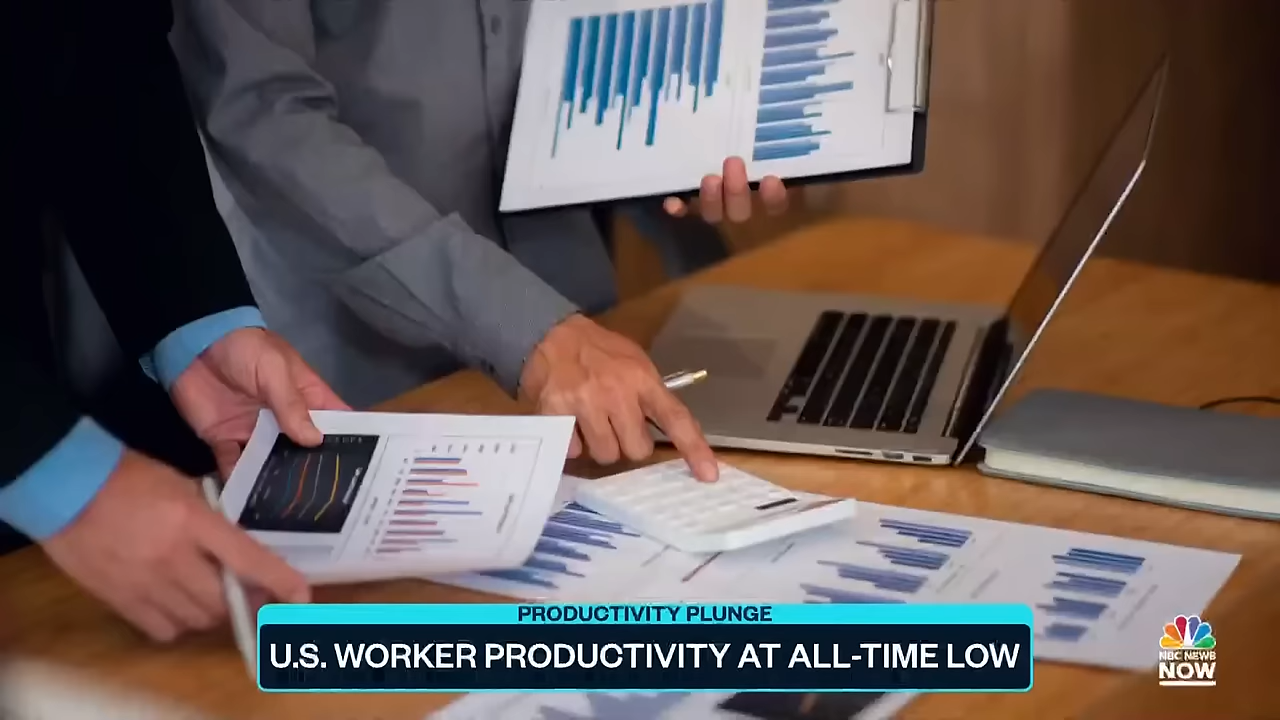 PRODUCTIVITY PLUNGE
U.S. WORKER PRODUCTIVITY AT ALL-TIME LOW
NBC NEWS
NOW